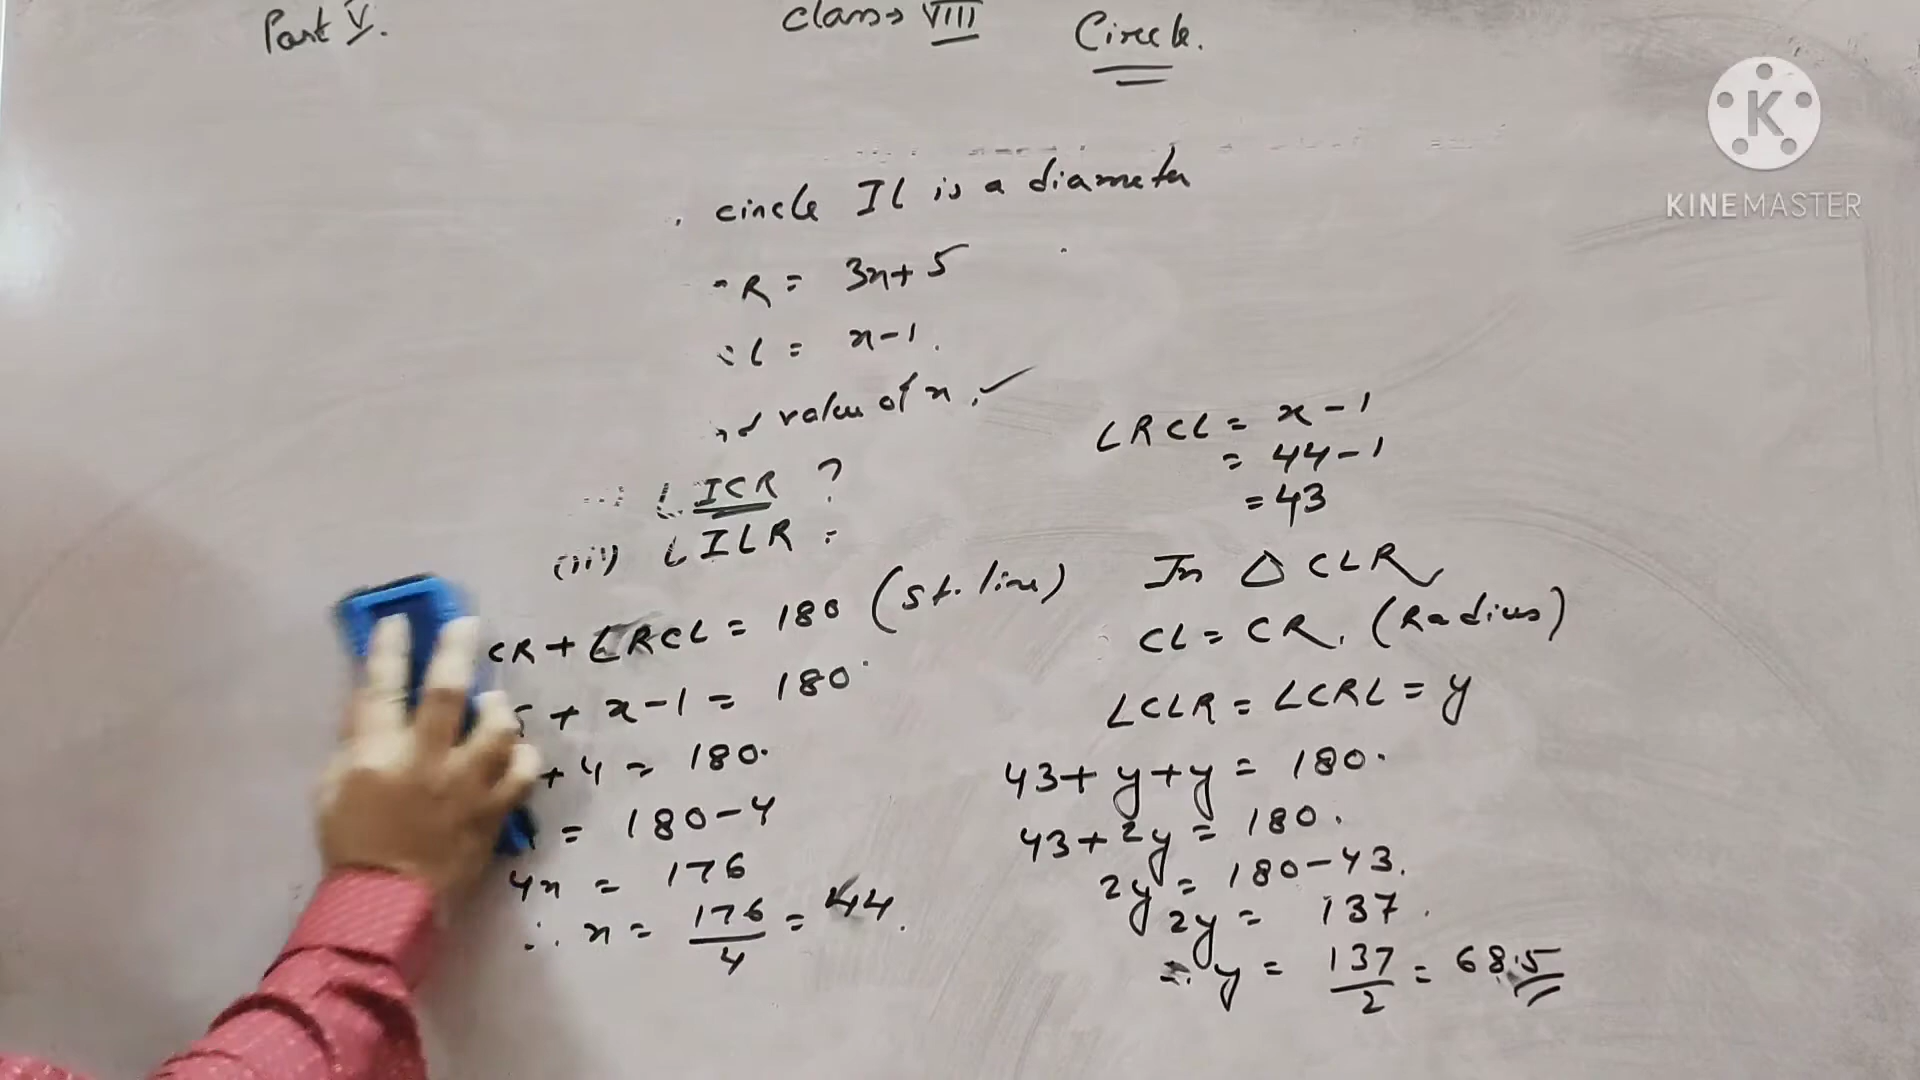 Part V.
Class VIII Circle.
K
KINEMASTER
circle IL is a diameter
R = 3x+5
L = x-1.
value of x. ✓
∠ICR ?
(iii) ∠ILR =
CR + ∠RCL = 180 (St. line)
+ x-1 = 180
+ 4 = 180.
= 180-4
4x = 176
∴ x = 176/4 = 44.
∠RCL = x-1
= 44-1
= 43
In △ CLR
CL = CR. (Radius)
∠CLR = ∠CRL = y
43+ y+y = 180.
43+2y = 180.
2y = 180-43.
2y = 137.
∴ y = 137/2 = 68.5